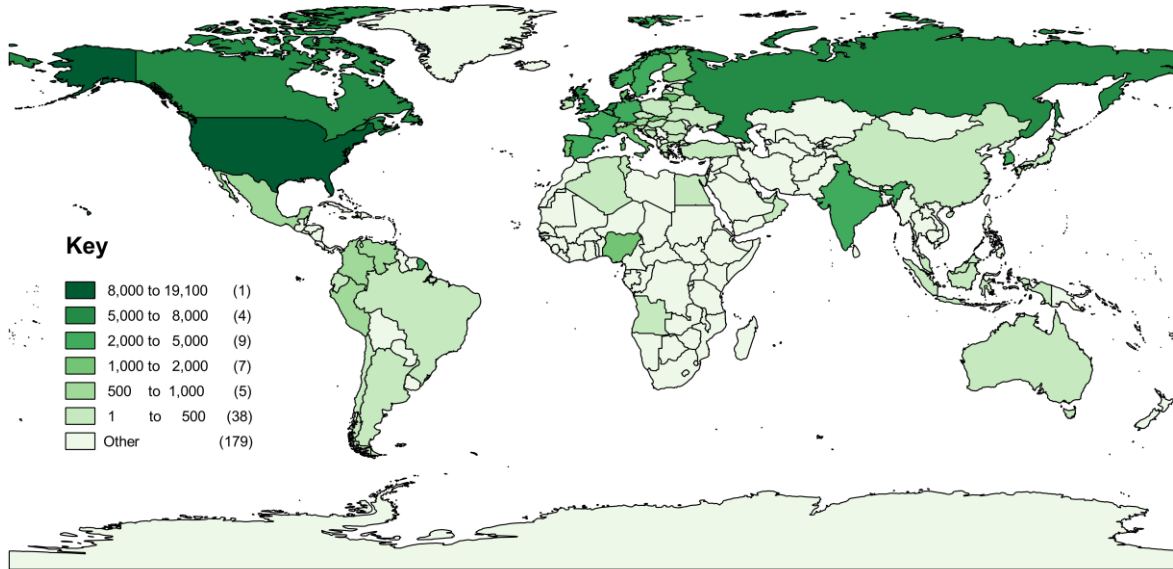 Key
8,000 to 19,100 (1)
5,000 to 8,000 (4)
2,000 to 5,000 (9)
1,000 to 2,000 (7)
500 to 1,000 (5)
1 to 500 (38)
Other (179)